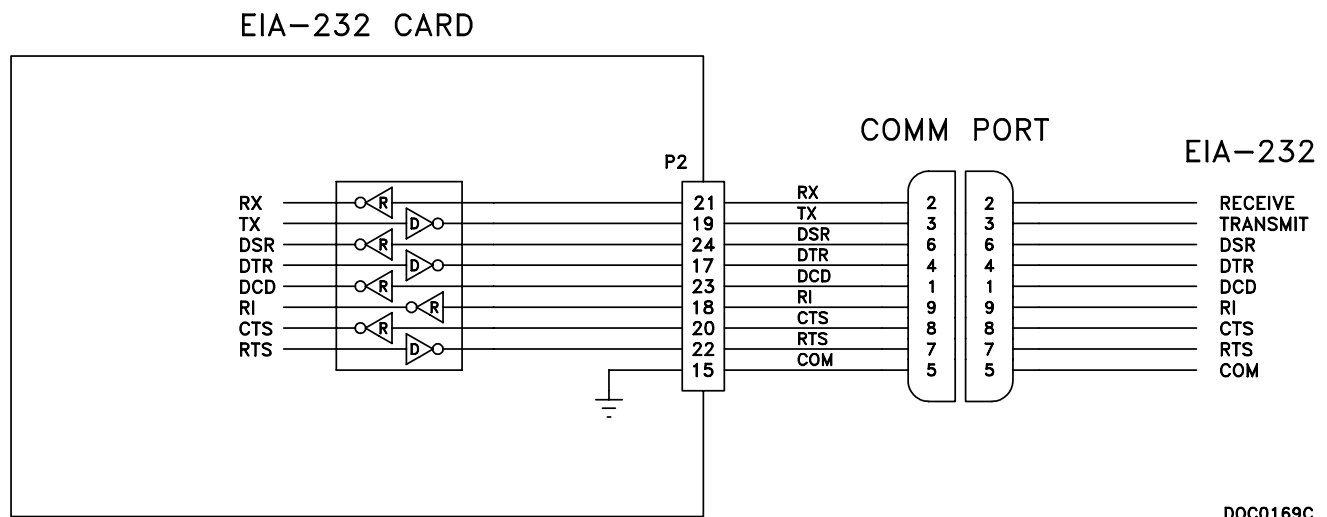 EIA-232 CARD
COMM PORT
EIA-232
P2
RX R 21 RX 2 2 RECEIVE
TX D 19 TX 3 3 TRANSMIT
DSR R 24 DSR 6 6 DSR
DTR D 17 DTR 4 4 DTR
DCD R 23 DCD 1 1 DCD
RI R 18 RI 9 9 RI
CTS R 20 CTS 8 8 CTS
RTS D 22 RTS 7 7 RTS
15 COM 5 5 COM
DOC0169C